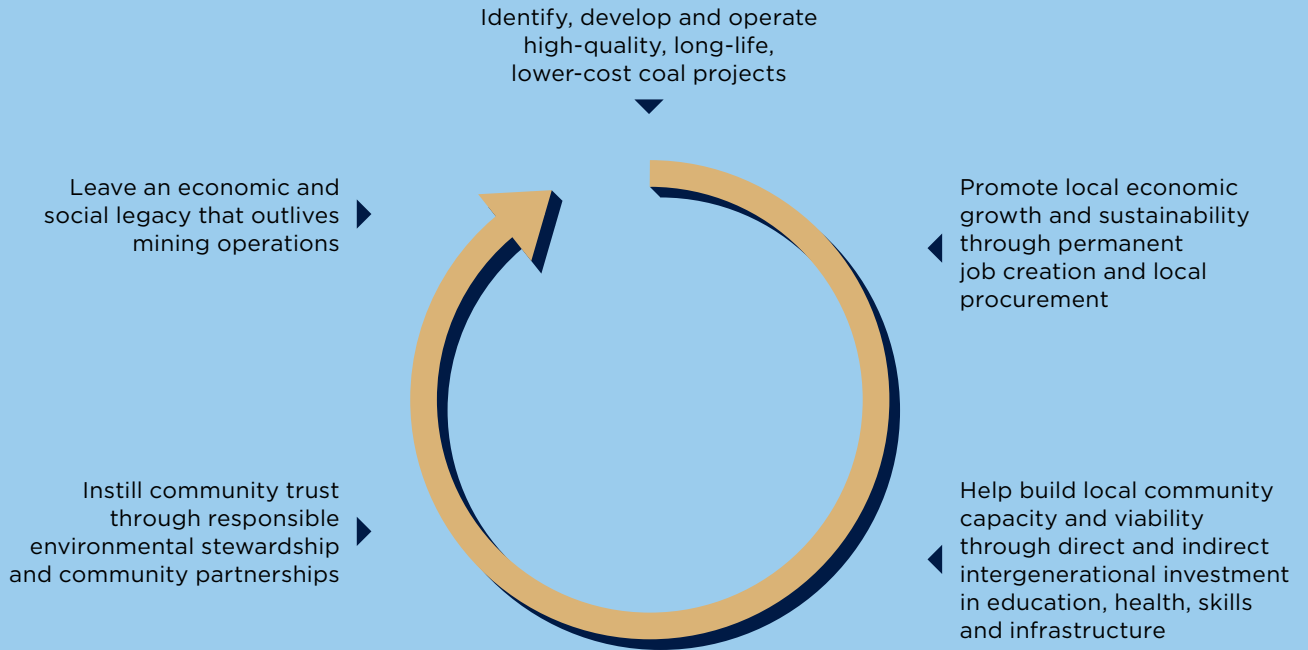 Identify, develop and operate
high-quality, long-life,
lower-cost coal projects
Promote local economic
growth and sustainability
through permanent
job creation and local
procurement
Help build local community
capacity and viability
through direct and indirect
intergenerational investment
in education, health, skills
and infrastructure
Instill community trust
through responsible
environmental stewardship
and community partnerships
Leave an economic and
social legacy that outlives
mining operations